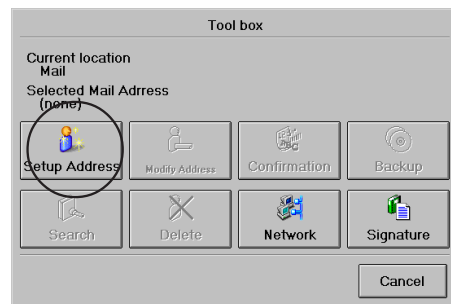 Tool box
Current location
Mail
Selected Mail Adrress
(none)
Setup Address
Modify Address
Confirmation
Backup
Search
Delete
Network
Signature
Cancel